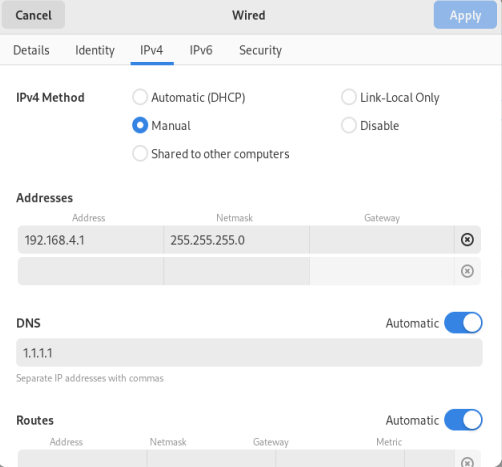 Cancel Wired Apply
Details Identity IPv4 IPv6 Security
IPv4 Method Automatic (DHCP) Link-Local Only
Manual Disable
Shared to other computers
Addresses
Address Netmask Gateway
192.168.4.1 255.255.255.0
DNS Automatic
1.1.1.1
Separate IP addresses with commas
Routes Automatic
Address Netmask Gateway Metric